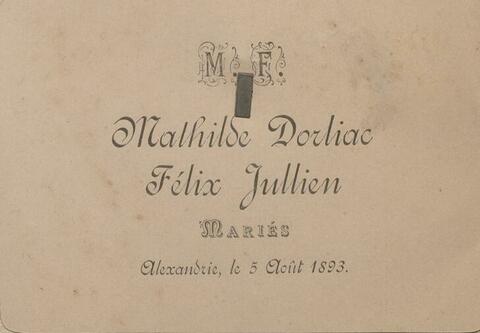 M. F.
Mathilde Dorliac
Félix Jullien
Mariés
Alexandrie, le 5 Août 1893.